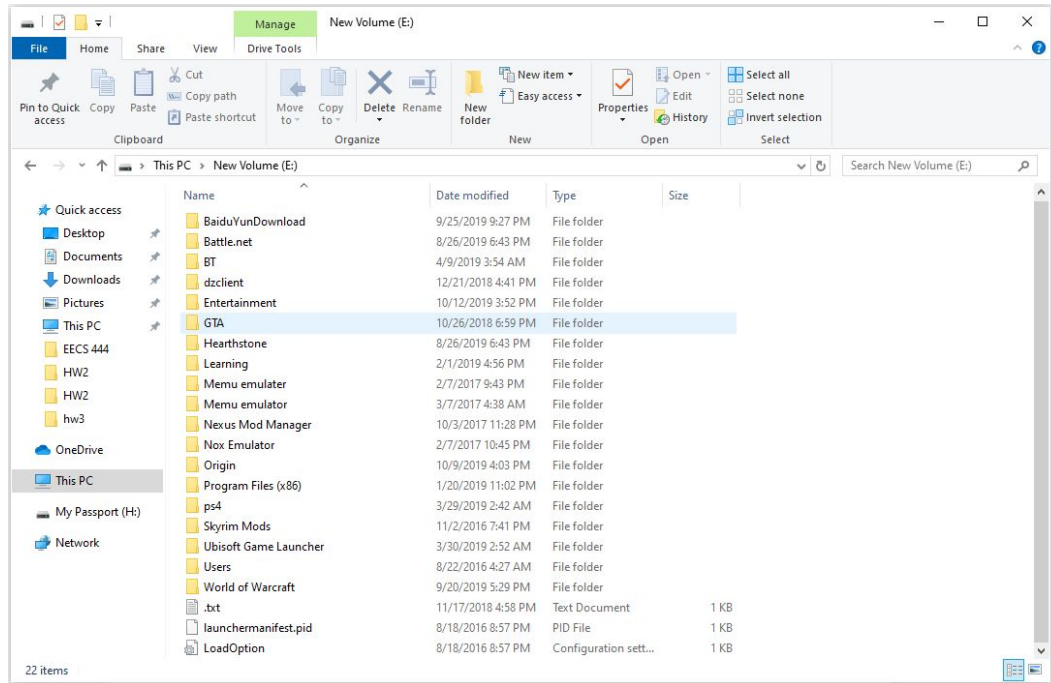 Manage New Volume (E:)
File Home Share View Drive Tools
Pin to Quick access
Copy
Paste
Cut
Copy path
Paste shortcut
Move to
Copy to
Delete
Rename
New folder
New item
Easy access
Properties
Open
Edit
History
Select all
Select none
Invert selection
Clipboard Organize New Open Select
This PC > New Volume (E:)
Search New Volume (E:)
Quick access
Desktop
Documents
Downloads
Pictures
This PC
EECS 444
HW2
HW2
hw3
OneDrive
This PC
My Passport (H:)
Network
Name Date modified Type Size
BaiduYunDownload 9/25/2019 9:27 PM File folder
Battle.net 8/26/2019 6:43 PM File folder
BT 4/9/2019 3:54 AM File folder
dzclient 12/21/2018 4:41 PM File folder
Entertainment 10/12/2019 3:52 PM File folder
GTA 10/26/2018 6:59 PM File folder
Hearthstone 8/26/2019 6:43 PM File folder
Learning 2/1/2019 4:56 PM File folder
Memu emulater 2/7/2017 9:43 PM File folder
Memu emulator 3/7/2017 4:38 AM File folder
Nexus Mod Manager 10/3/2017 11:28 PM File folder
Nox Emulator 2/7/2017 10:45 PM File folder
Origin 10/9/2019 4:03 PM File folder
Program Files (x86) 1/20/2019 11:02 PM File folder
ps4 3/29/2019 2:42 AM File folder
Skyrim Mods 11/2/2016 7:41 PM File folder
Ubisoft Game Launcher 3/30/2019 2:52 AM File folder
Users 8/22/2016 4:27 AM File folder
World of Warcraft 9/20/2019 5:29 PM File folder
.txt 11/17/2018 4:58 PM Text Document 1 KB
launchermanifest.pid 8/18/2016 8:57 PM PID File 1 KB
LoadOption 8/18/2016 8:57 PM Configuration sett... 1 KB
22 items